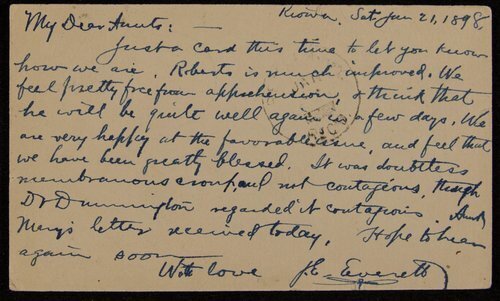 Kiowa, Sat, Jan 21, 1898
My Dear Aunts: —
Just a card this time to let you know
how we are. Roberts is much improved. We
feel pretty free from apprehension, & think that
he will be quite well again in a few days. We
are very happy at the favorable issue, and feel that
we have been greatly blessed. It was doubtless
membranous croup, and not contagious, though
Dr Dunnington regarded it contagious. Aunt
Mary's letter received today. Hope to hear
again soon.
With love J.E. Everett